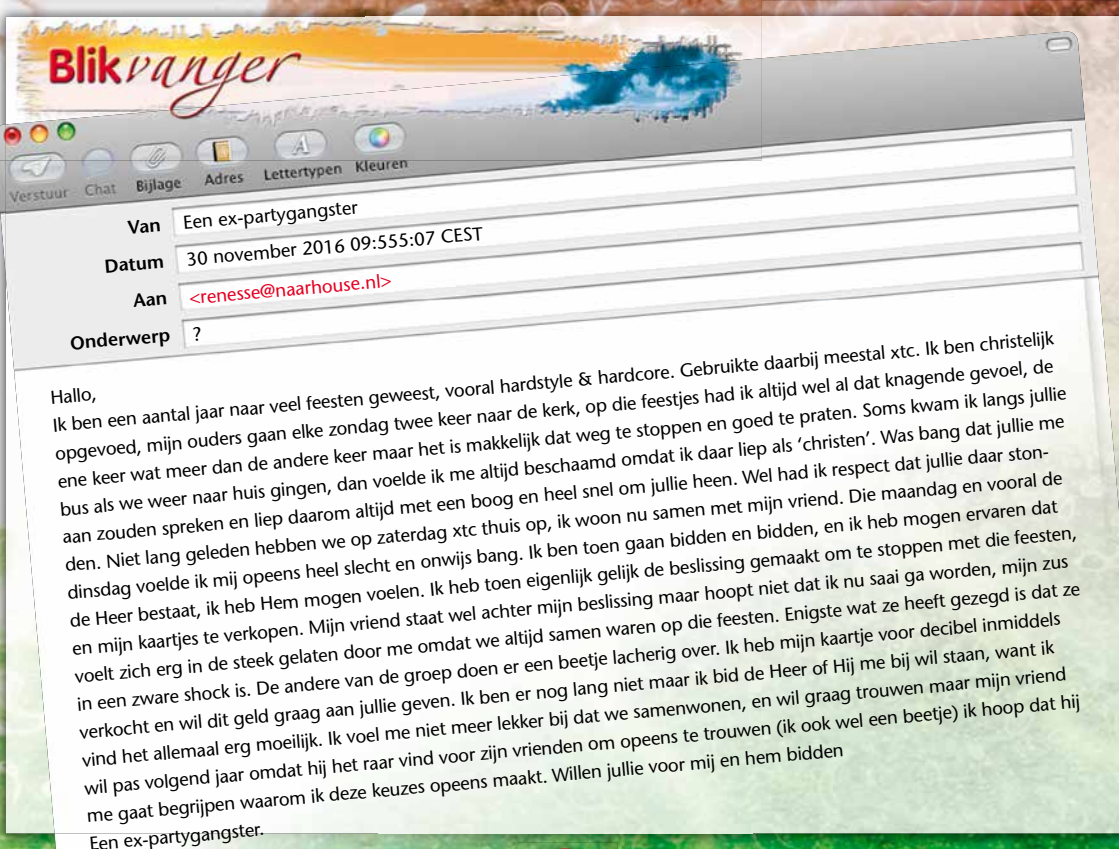 Blikvanger
Verstuur Chat Bijlage Adres Lettertypen Kleuren
Van Een ex-partygangster
Datum 30 november 2016 09:555:07 CEST
Aan <renesse@naarhouse.nl>
Onderwerp ?
Hallo,
Ik ben een aantal jaar naar veel feesten geweest, vooral hardstyle & hardcore. Gebruikte daarbij meestal xtc. Ik ben christelijk
opgevoed, mijn ouders gaan elke zondag twee keer naar de kerk, op die feestjes had ik altijd wel al dat knagende gevoel, de
ene keer wat meer dan de andere keer maar het is makkelijk dat weg te stoppen en goed te praten. Soms kwam ik langs jullie
bus als we weer naar huis gingen, dan voelde ik me altijd beschaamd omdat ik daar liep als ‘christen’. Was bang dat jullie me
aan zouden spreken en liep daarom altijd met een boog en heel snel om jullie heen. Wel had ik respect dat jullie daar ston-
den. Niet lang geleden hebben we op zaterdag xtc thuis op, ik woon nu samen met mijn vriend. Die maandag en vooral de
dinsdag voelde ik mij opeens heel slecht en onwijs bang. Ik ben toen gaan bidden en bidden, en ik heb mogen ervaren dat
de Heer bestaat, ik heb Hem mogen voelen. Ik heb toen eigenlijk gelijk de beslissing gemaakt om te stoppen met die feesten,
en mijn kaartjes te verkopen. Mijn vriend staat wel achter mijn beslissing maar hoopt niet dat ik nu saai ga worden, mijn zus
voelt zich erg in de steek gelaten door me omdat we altijd samen waren op die feesten. Enigste wat ze heeft gezegd is dat ze
in een zware shock is. De andere van de groep doen er een beetje lacherig over. Ik heb mijn kaartje voor decibel inmiddels
verkocht en wil dit geld graag aan jullie geven. Ik ben er nog lang niet maar ik bid de Heer of Hij me bij wil staan, want ik
vind het allemaal erg moeilijk. Ik voel me niet meer lekker bij dat we samenwonen, en wil graag trouwen maar mijn vriend
wil pas volgend jaar omdat hij het raar vind voor zijn vrienden om opeens te trouwen (ik ook wel een beetje) ik hoop dat hij
me gaat begrijpen waarom ik deze keuzes opeens maakt. Willen jullie voor mij en hem bidden
Een ex-partygangster.